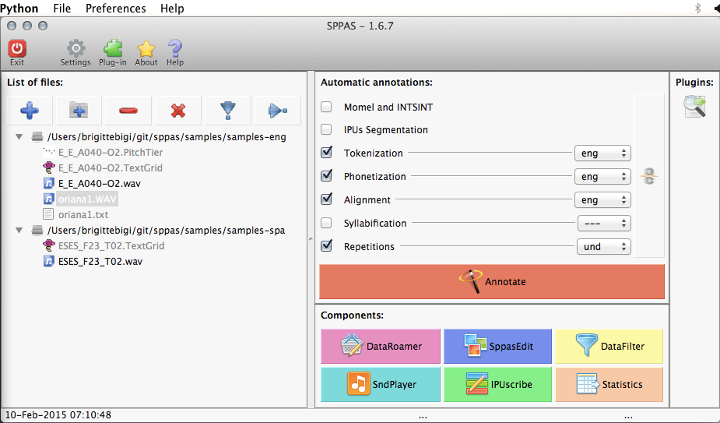 Python File Preferences Help
SPPAS - 1.6.7
Exit Settings Plug-in About Help
List of files:
/Users/brigittebigi/git/sppas/samples/samples-eng
E_E_A040-O2.PitchTier
E_E_A040-O2.TextGrid
E_E_A040-O2.wav
oriana1.WAV
oriana1.txt
/Users/brigittebigi/git/sppas/samples/samples-spa
ESES_F23_T02.TextGrid
ESES_F23_T02.wav
Automatic annotations:
Momel and INTSINT
IPUs Segmentation
Tokenization eng
Phonetization eng
Alignment eng
Syllabification ---
Repetitions und
Annotate
Components:
DataRoamer SppasEdit DataFilter
SndPlayer IPUscribe Statistics
Plugins:
10-Feb-2015 07:10:48 ... ...